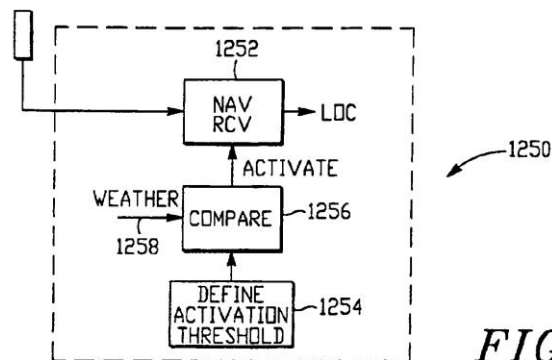 1252
NAV
RCV
LOC
1250
ACTIVATE
WEATHER
1258
COMPARE
1256
DEFINE
ACTIVATION
THRESHOLD
1254
FIG